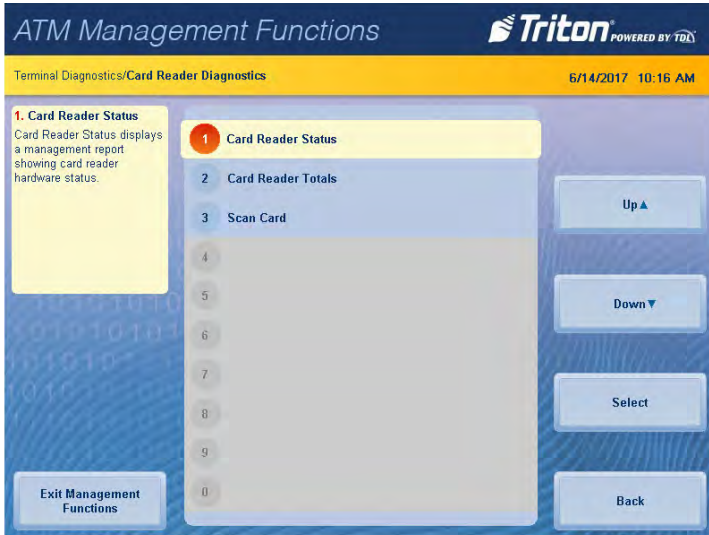 ATM Management Functions
Triton POWERED BY TDL
Terminal Diagnostics/Card Reader Diagnostics
6/14/2017 10:16 AM
1. Card Reader Status
Card Reader Status displays
a management report
showing card reader
hardware status.
1 Card Reader Status
2 Card Reader Totals
3 Scan Card
4
5
6
7
8
9
0
Up▲
Down▼
Select
Back
Exit Management
Functions